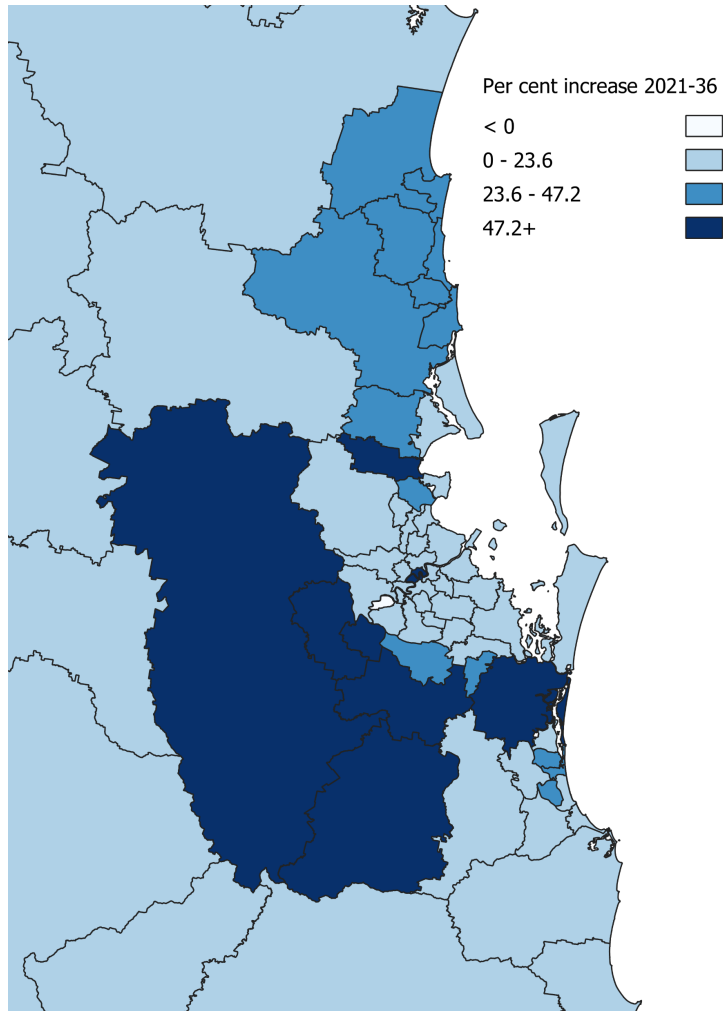 Per cent increase 2021-36
< 0
0 - 23.6
23.6 - 47.2
47.2+